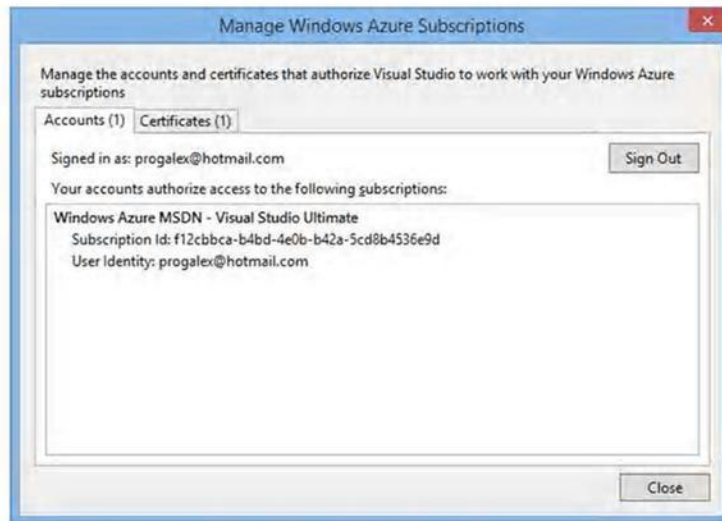 Manage Windows Azure Subscriptions
Manage the accounts and certificates that authorize Visual Studio to work with your Windows Azure
subscriptions
Accounts (1) Certificates (1)
Signed in as: progalex@hotmail.com Sign Out
Your accounts authorize access to the following subscriptions:
Windows Azure MSDN - Visual Studio Ultimate
Subscription Id: f12cbbca-b4bd-4e0b-b42a-5cd8b4536e9d
User Identity: progalex@hotmail.com
Close